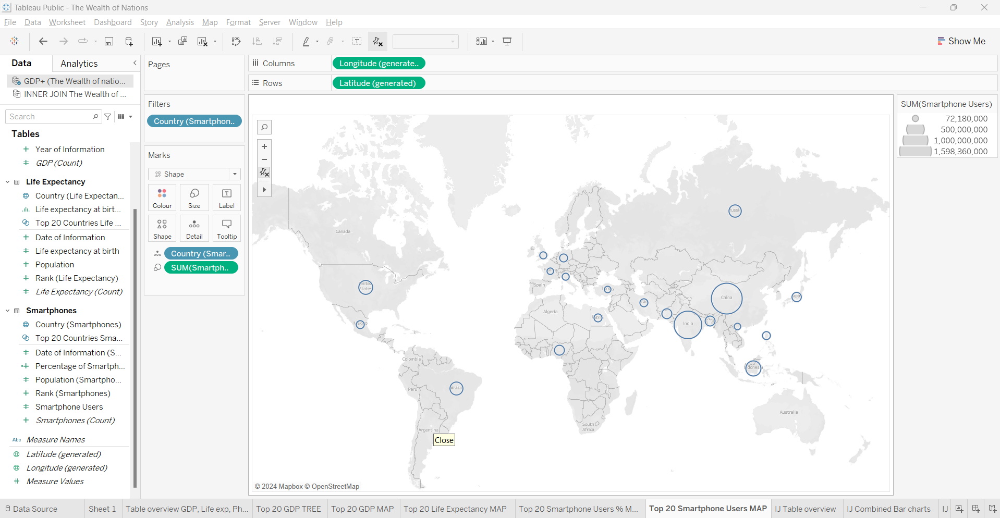 Tableau Public - The Wealth of Nations
File Data Worksheet Dashboard Story Analysis Map Format Server Window Help
Show Me
Data Analytics
GDP+ (The Wealth of natio...
INNER JOIN The Wealth of ...
Search
Tables
Year of Information
GDP (Count)
Life Expectancy
Country (Life Expectan...
Life expectancy at birt...
Top 20 Countries Life ...
Date of Information
Life expectancy at birth
Population
Rank (Life Expectancy)
Life Expectancy (Count)
Smartphones
Country (Smartphones)
Top 20 Countries Sma...
Date of Information (S...
Percentage of Smartph...
Population (Smartpho...
Rank (Smartphones)
Smartphone Users
Smartphones (Count)
Abc Measure Names
Latitude (generated)
Longitude (generated)
Measure Values
Pages
Filters
Country (Smartphon..
Marks
Shape
Colour Size Label
Shape Detail Tooltip
Country (Smar..
SUM(Smartph..
Columns Longitude (generate..
Rows Latitude (generated)
Canada
United States
Mexico
Colombia
Peru
Brazil
Argentina
Spain
Algeria
Egypt
South Africa
Turkey
India
China
Australia
Close
© 2024 Mapbox © OpenStreetMap
SUM(Smartphone Users)
72,180,000
500,000,000
1,000,000,000
1,598,360,000
Data Source Sheet 1 Table overview GDP, Life exp, Ph... Top 20 GDP TREE Top 20 GDP MAP Top 20 Life Expectancy MAP Top 20 Smartphone Users % M... Top 20 Smartphone Users MAP IJ Table overview IJ Combined Bar charts IJ